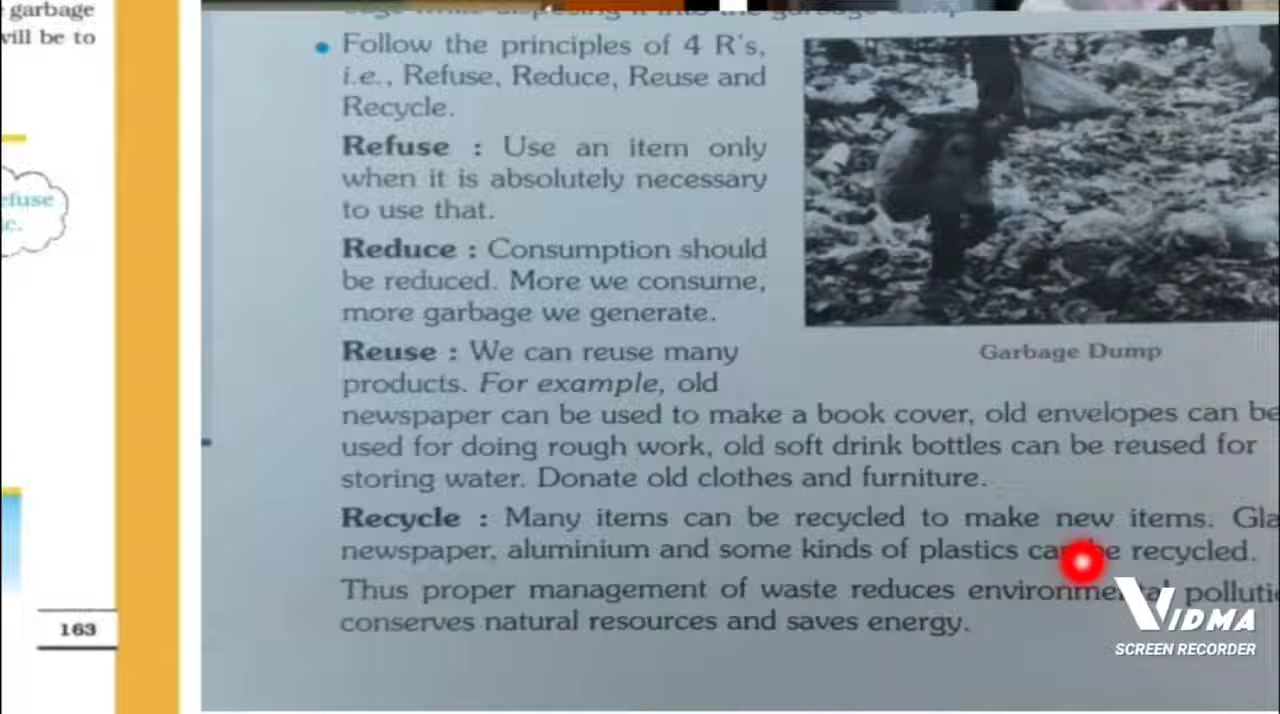 garbage
will be to
163
• Follow the principles of 4 R's,
i.e., Refuse, Reduce, Reuse and
Recycle.
Refuse : Use an item only
when it is absolutely necessary
to use that.
Reduce : Consumption should
be reduced. More we consume,
more garbage we generate.
Garbage Dump
Reuse : We can reuse many
products. For example, old
newspaper can be used to make a book cover, old envelopes can be
used for doing rough work, old soft drink bottles can be reused for
storing water. Donate old clothes and furniture.
Recycle : Many items can be recycled to make new items.
newspaper, aluminium and some kinds of plastics can be recycled.
Thus proper management of waste reduces environmental
conserves natural resources and saves energy.
VIDMA
SCREEN RECORDER